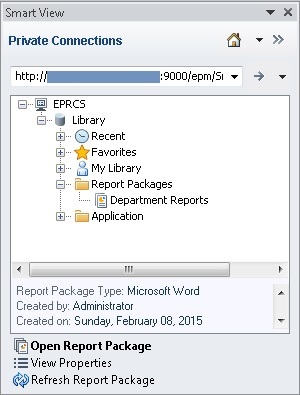 Smart View
Private Connections
http:// :9000/epm/Sı
EPRCS
Library
Recent
Favorites
My Library
Report Packages
Department Reports
Application
Report Package Type: Microsoft Word
Created by: Administrator
Created on: Sunday, February 08, 2015
Open Report Package
View Properties
Refresh Report Package